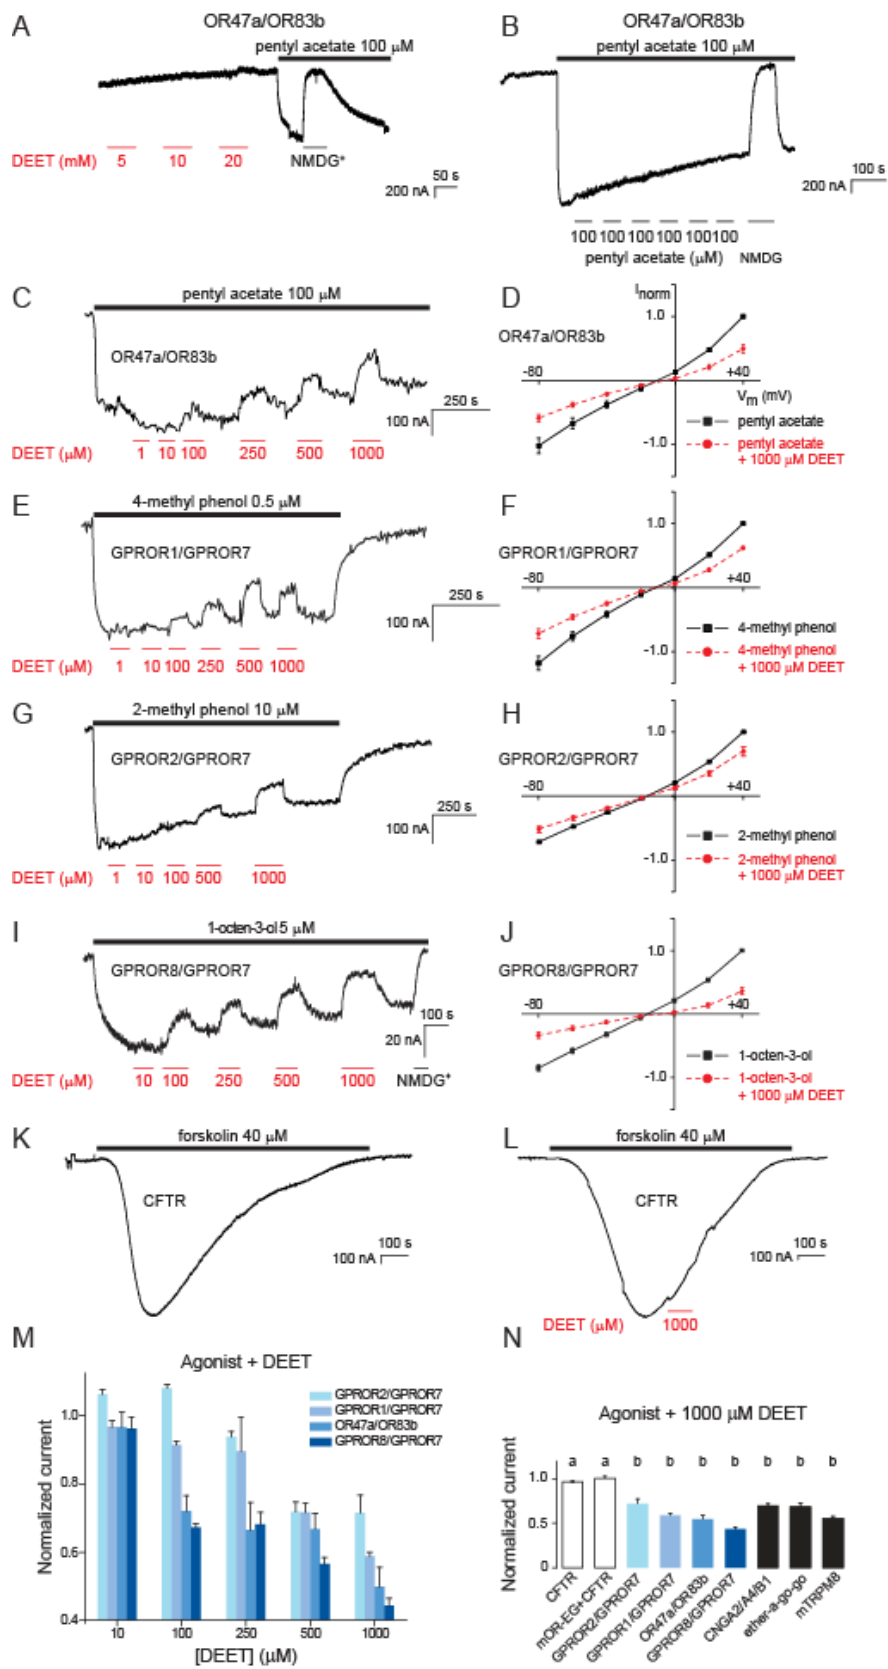 A
OR47a/OR83b
pentyl acetate 100 μM
DEET (mM) 5 10 20 NMDG*
50 s
200 nA
B
OR47a/OR83b
pentyl acetate 100 μM
100 s
200 nA
100 100 100 100 100 100
pentyl acetate (μM) NMDG
C
pentyl acetate 100 μM
OR47a/OR83b
250 s
100 nA
DEET (μM) 1 10 100 250 500 1000
D
Inorm
1.0
OR47a/OR83b
-80 +40
Vm (mV)
pentyl acetate
-1.0
pentyl acetate
+ 1000 μM DEET
E
4-methyl phenol 0.5 μM
GPROR1/GPROR7
250 s
100 nA
DEET (μM) 1 10 100 250 500 1000
F
1.0
GPROR1/GPROR7
-80 +40
4-methyl phenol
-1.0
4-methyl phenol
+ 1000 μM DEET
G
2-methyl phenol 10 μM
GPROR2/GPROR7
250 s
100 nA
DEET (μM) 1 10 100 500 1000
H
1.0
GPROR2/GPROR7
-80 +40
2-methyl phenol
-1.0
2-methyl phenol
+ 1000 μM DEET
I
1-octen-3-ol 5 μM
GPROR8/GPROR7
100 s
20 nA
DEET (μM) 10 100 250 500 1000 NMDG*
J
1.0
GPROR8/GPROR7
-80 +40
1-octen-3-ol
-1.0
1-octen-3-ol
+ 1000 μM DEET
K
forskolin 40 μM
CFTR
100 s
100 nA
L
forskolin 40 μM
CFTR
100 s
100 nA
DEET (μM) 1000
M
Agonist + DEET
GPROR2/GPROR7
GPROR1/GPROR7
OR47a/OR83b
GPROR8/GPROR7
Normalized current
1.0
0.8
0.6
0.4
10 100 250 500 1000
[DEET] (μM)
N
Agonist + 1000 μM DEET
a a b b b b b b b
Normalized current
1.0
0.5
0
CFTR
mOR-EG+CFTR
GPROR2/GPROR7
GPROR1/GPROR7
OR47a/OR83b
GPROR8/GPROR7
CNGA2/A4/B1
ether-a-go-go
mTRPM8